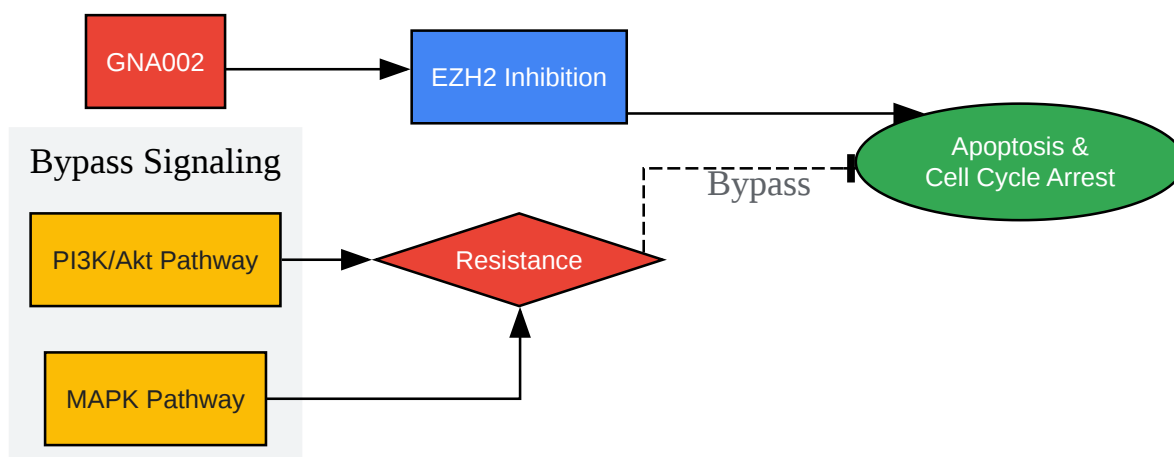 GNA002
EZH2 Inhibition
Apoptosis &
Cell Cycle Arrest
Bypass Signaling
Bypass
PI3K/Akt Pathway
Resistance
MAPK Pathway